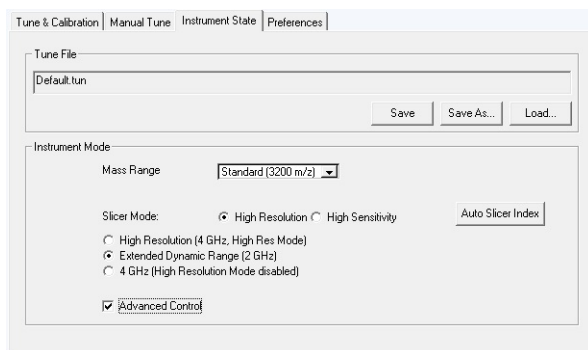 Tune & Calibration Manual Tune Instrument State Preferences
Tune File
Default.tun
Save Save As... Load...
Instrument Mode
Mass Range Standard (3200 m/z)
Slicer Mode: High Resolution High Sensitivity Auto Slicer Index
High Resolution (4 GHz, High Res Mode)
Extended Dynamic Range (2 GHz)
4 GHz (High Resolution Mode disabled)
Advanced Control